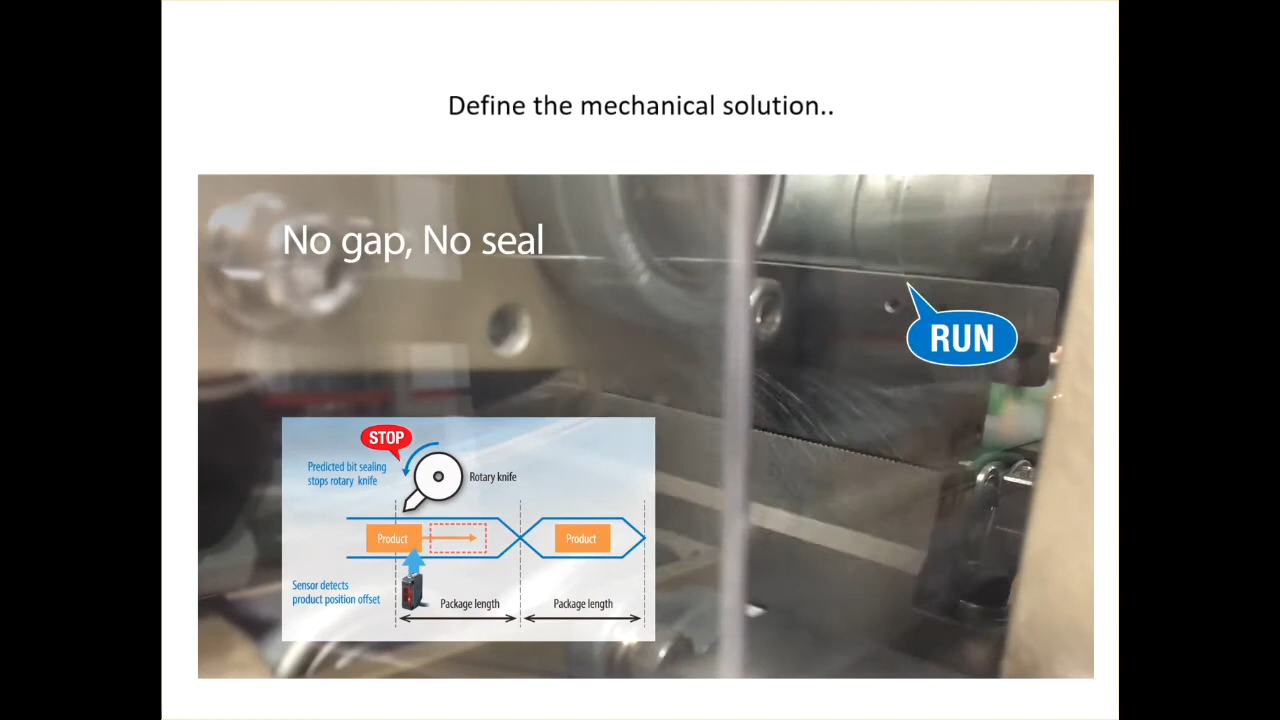 Define the mechanical solution..
No gap, No seal
RUN
STOP
Predicted bit sealing
stops rotary knife
Rotary knife
Product
Product
Sensor detects
product position offset
Package length
Package length